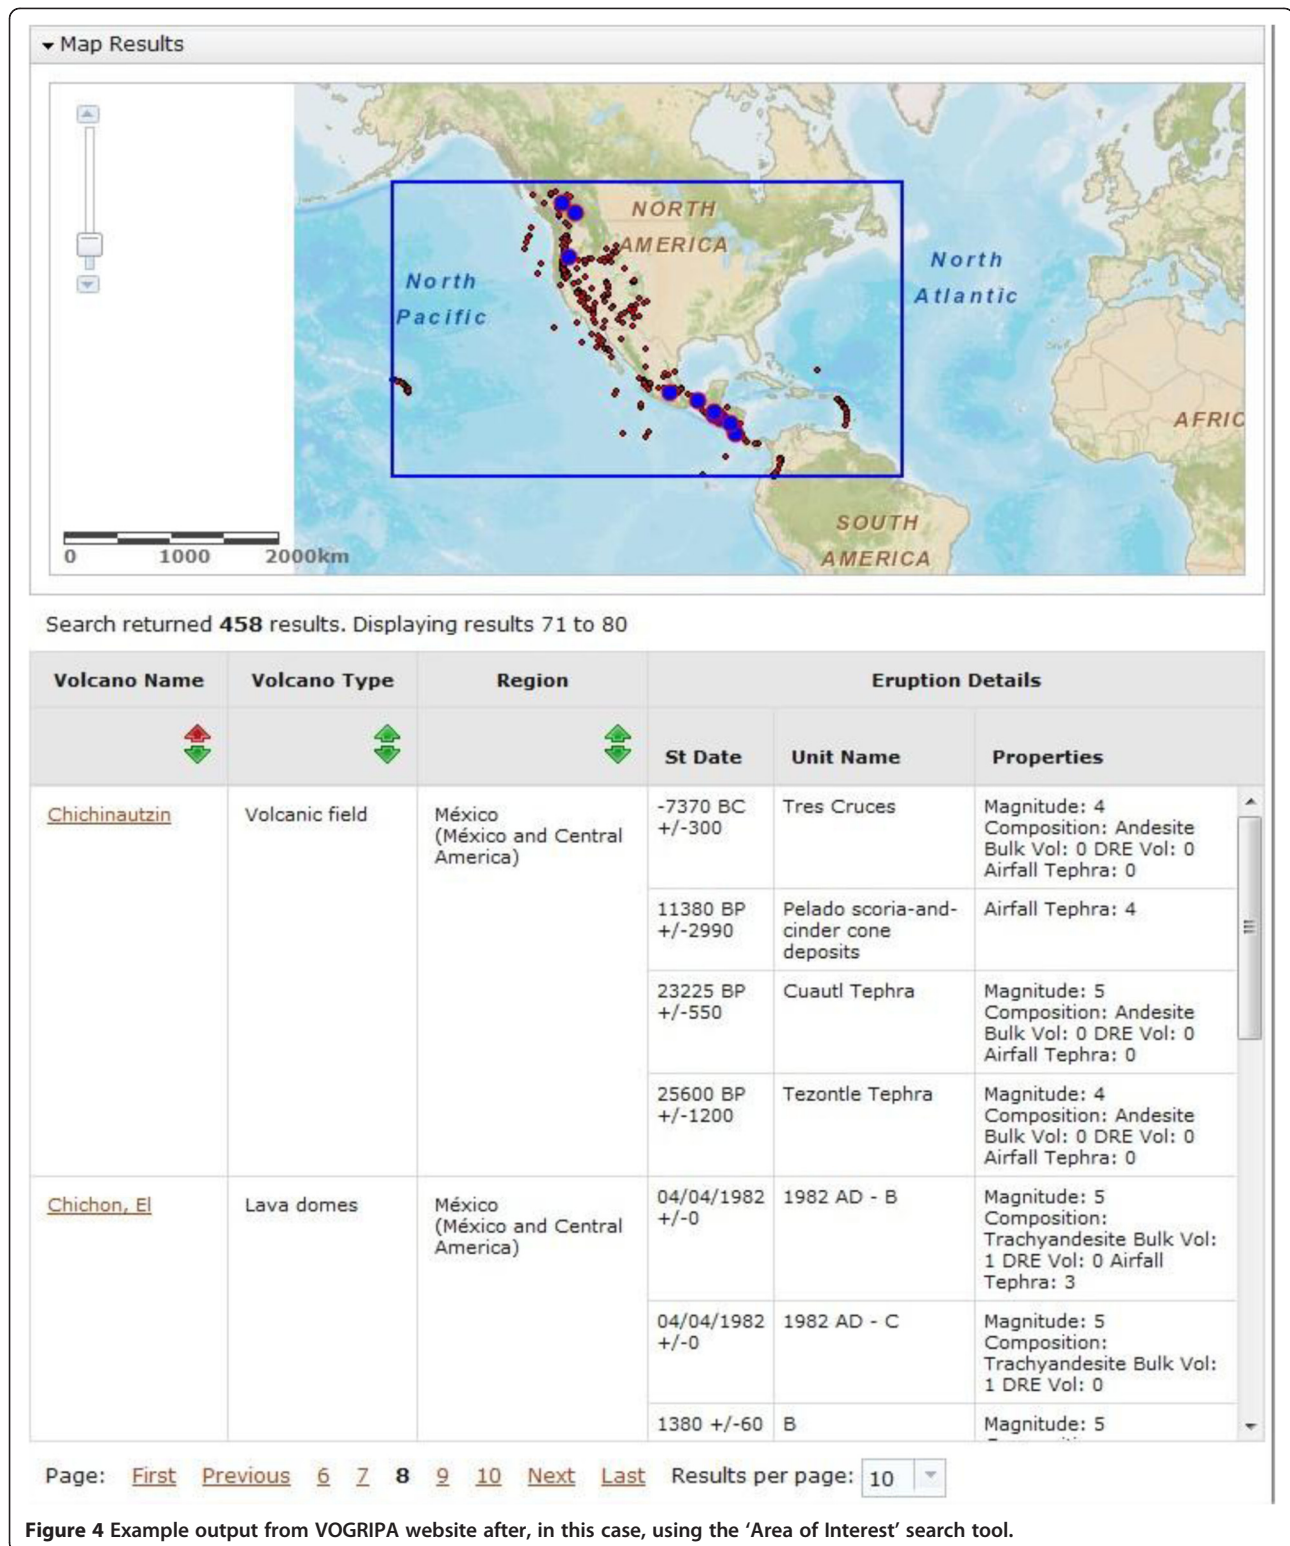 Map Results
NORTH
AMERICA
North
Pacific
North
Atlantic
AFRIC
SOUTH
AMERICA
0 1000 2000km
Search returned 458 results. Displaying results 71 to 80
Volcano Name Volcano Type Region Eruption Details
St Date Unit Name Properties
Chichinautzin Volcanic field México
(México and Central
America)
-7370 BC
+/-300
Tres Cruces
Magnitude: 4
Composition: Andesite
Bulk Vol: 0 DRE Vol: 0
Airfall Tephra: 0
11380 BP
+/-2990
Pelado scoria-and-
cinder cone
deposits
Airfall Tephra: 4
23225 BP
+/-550
Cuautl Tephra
Magnitude: 5
Composition: Andesite
Bulk Vol: 0 DRE Vol: 0
Airfall Tephra: 0
25600 BP
+/-1200
Tezontle Tephra
Magnitude: 4
Composition: Andesite
Bulk Vol: 0 DRE Vol: 0
Airfall Tephra: 0
Chichon, El Lava domes México
(México and Central
America)
04/04/1982
+/-0
1982 AD - B
Magnitude: 5
Composition:
Trachyandesite Bulk Vol:
1 DRE Vol: 0 Airfall
Tephra: 3
04/04/1982
+/-0
1982 AD - C
Magnitude: 5
Composition:
Trachyandesite Bulk Vol:
1 DRE Vol: 0
1380 +/-60 B Magnitude: 5
Page: First Previous 6 7 8 9 10 Next Last Results per page: 10
Figure 4 Example output from VOGRIPA website after, in this case, using the ‘Area of Interest’ search tool.